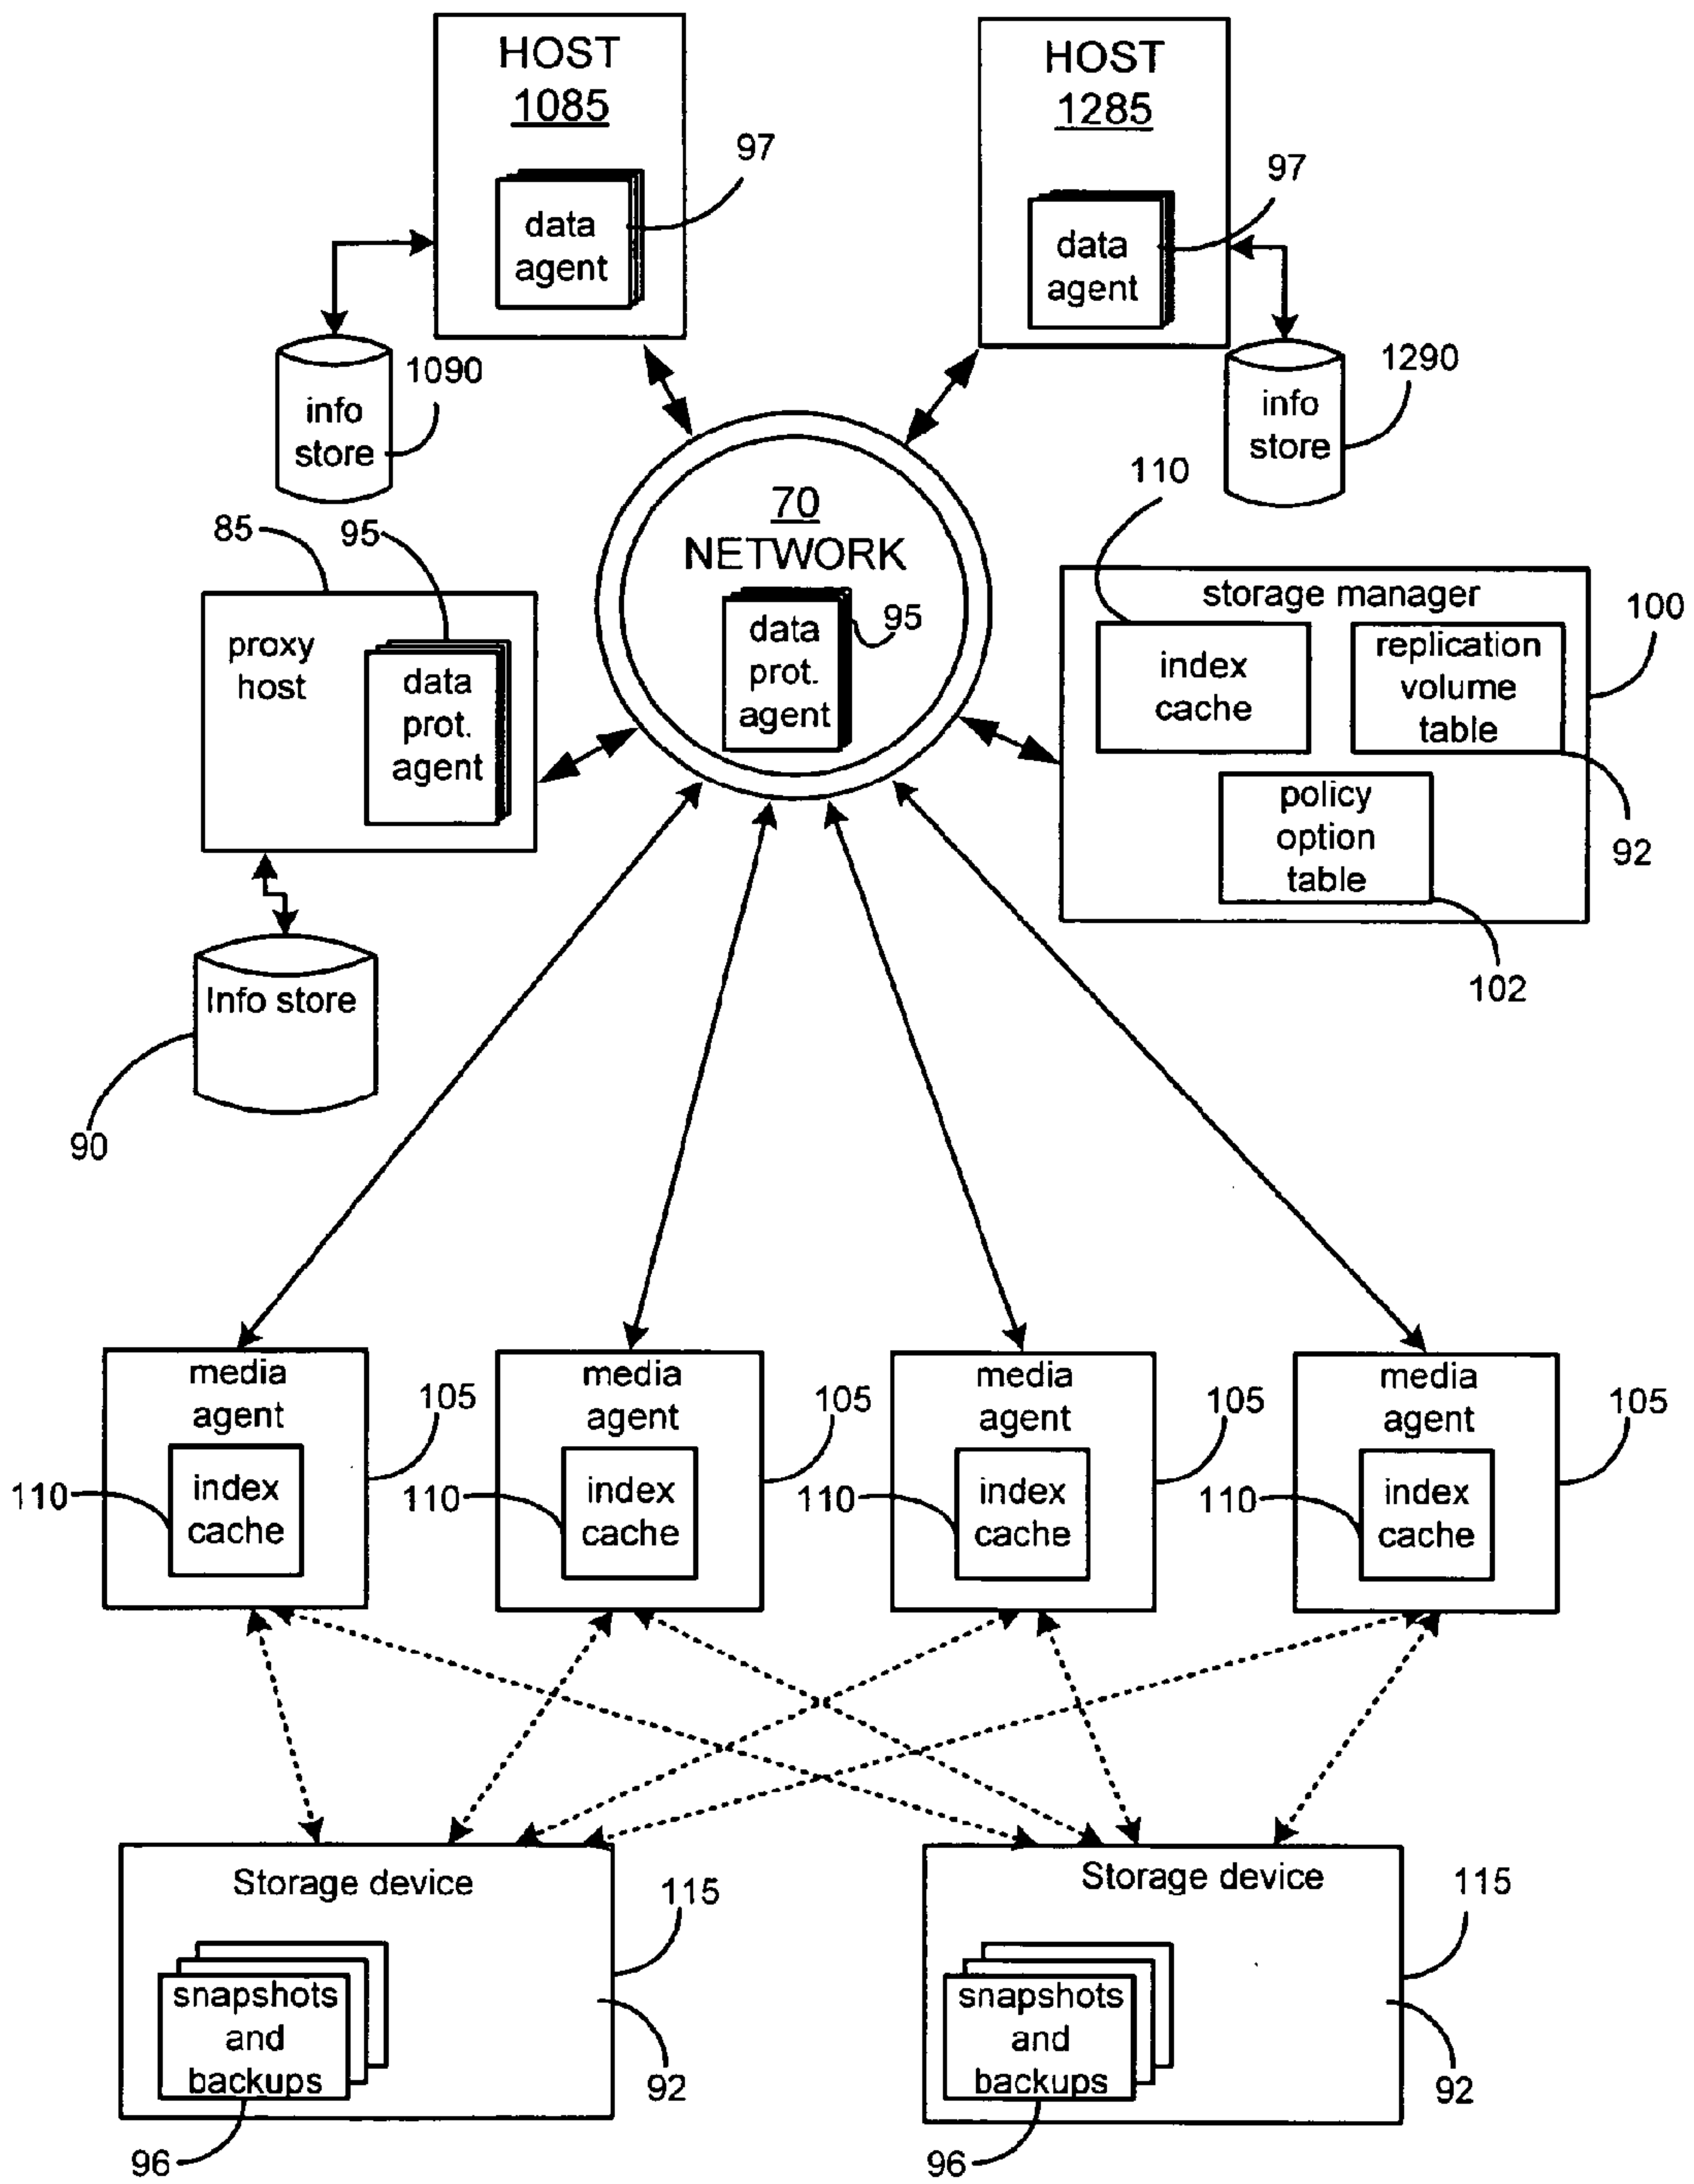 HOST
1085
97
data
agent
HOST
1285
97
data
agent
1090
info
store
1290
info
store
110
85
95
70
NETWORK
95
data
prot.
agent
proxy
host
data
prot.
agent
storage manager
100
index
cache
replication
volume
table
policy
option
table
92
102
Info store
90
media
agent
105
110
index
cache
media
agent
105
110
index
cache
media
agent
105
110
index
cache
media
agent
105
110
index
cache
Storage device
115
snapshots
and
backups
92
96
Storage device
115
snapshots
and
backups
92
96